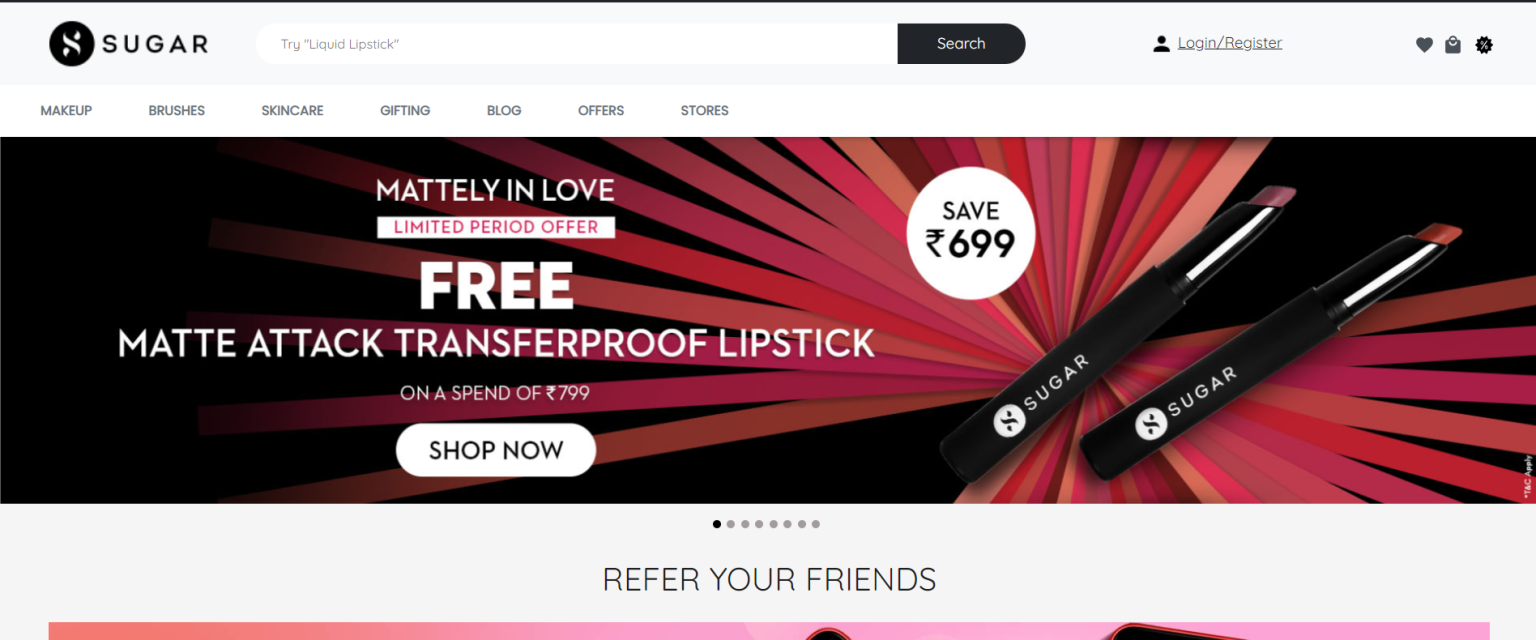 SUGAR
Try "Liquid Lipstick"
Search
Login/Register
MAKEUP BRUSHES SKINCARE GIFTING BLOG OFFERS STORES
MATTELY IN LOVE
LIMITED PERIOD OFFER
FREE
MATTE ATTACK TRANSFERPROOF LIPSTICK
ON A SPEND OF ₹799
SHOP NOW
SAVE
₹699
SUGAR
SUGAR
*T&C Apply
REFER YOUR FRIENDS